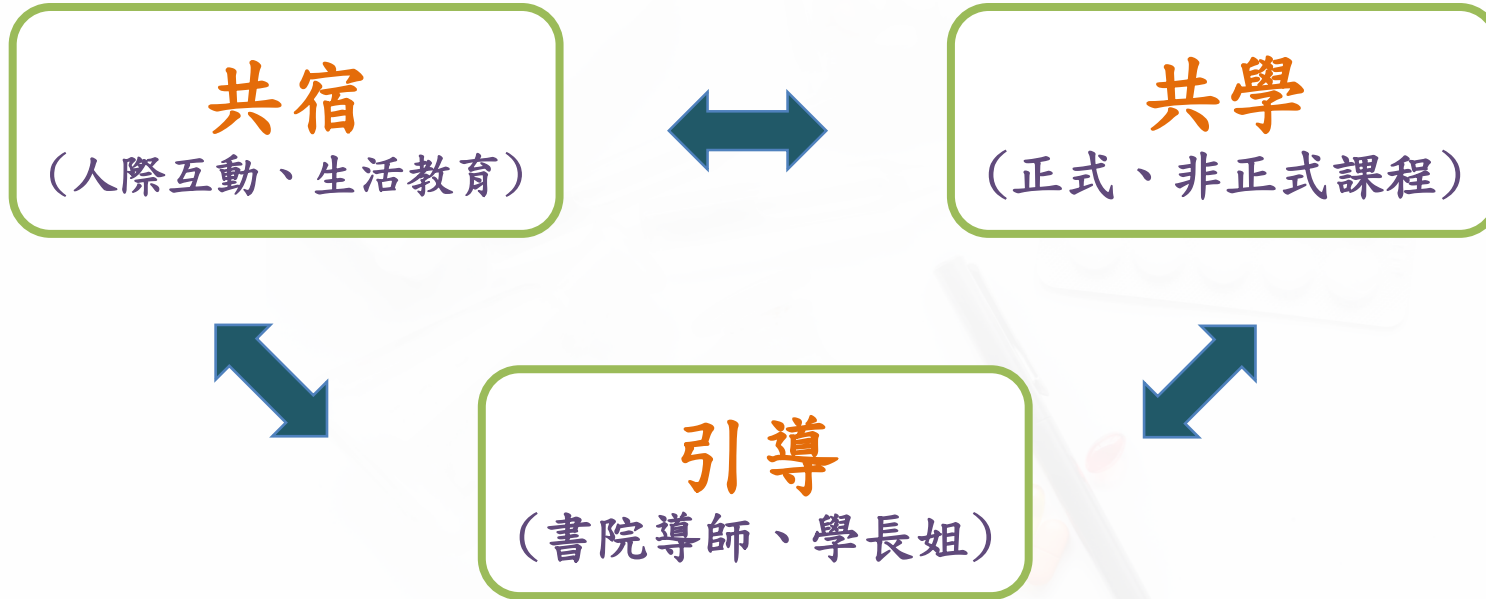 共宿
（人際互動、生活教育）
共學
（正式、非正式課程）
引導
（書院導師、學長姐）